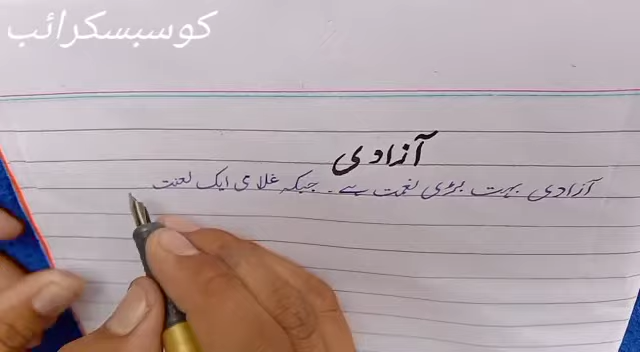 کوسبسکرائب
آزادی
آزادی بہت بڑی نعمت ہے۔ جبکہ غلامی ایک لعنت